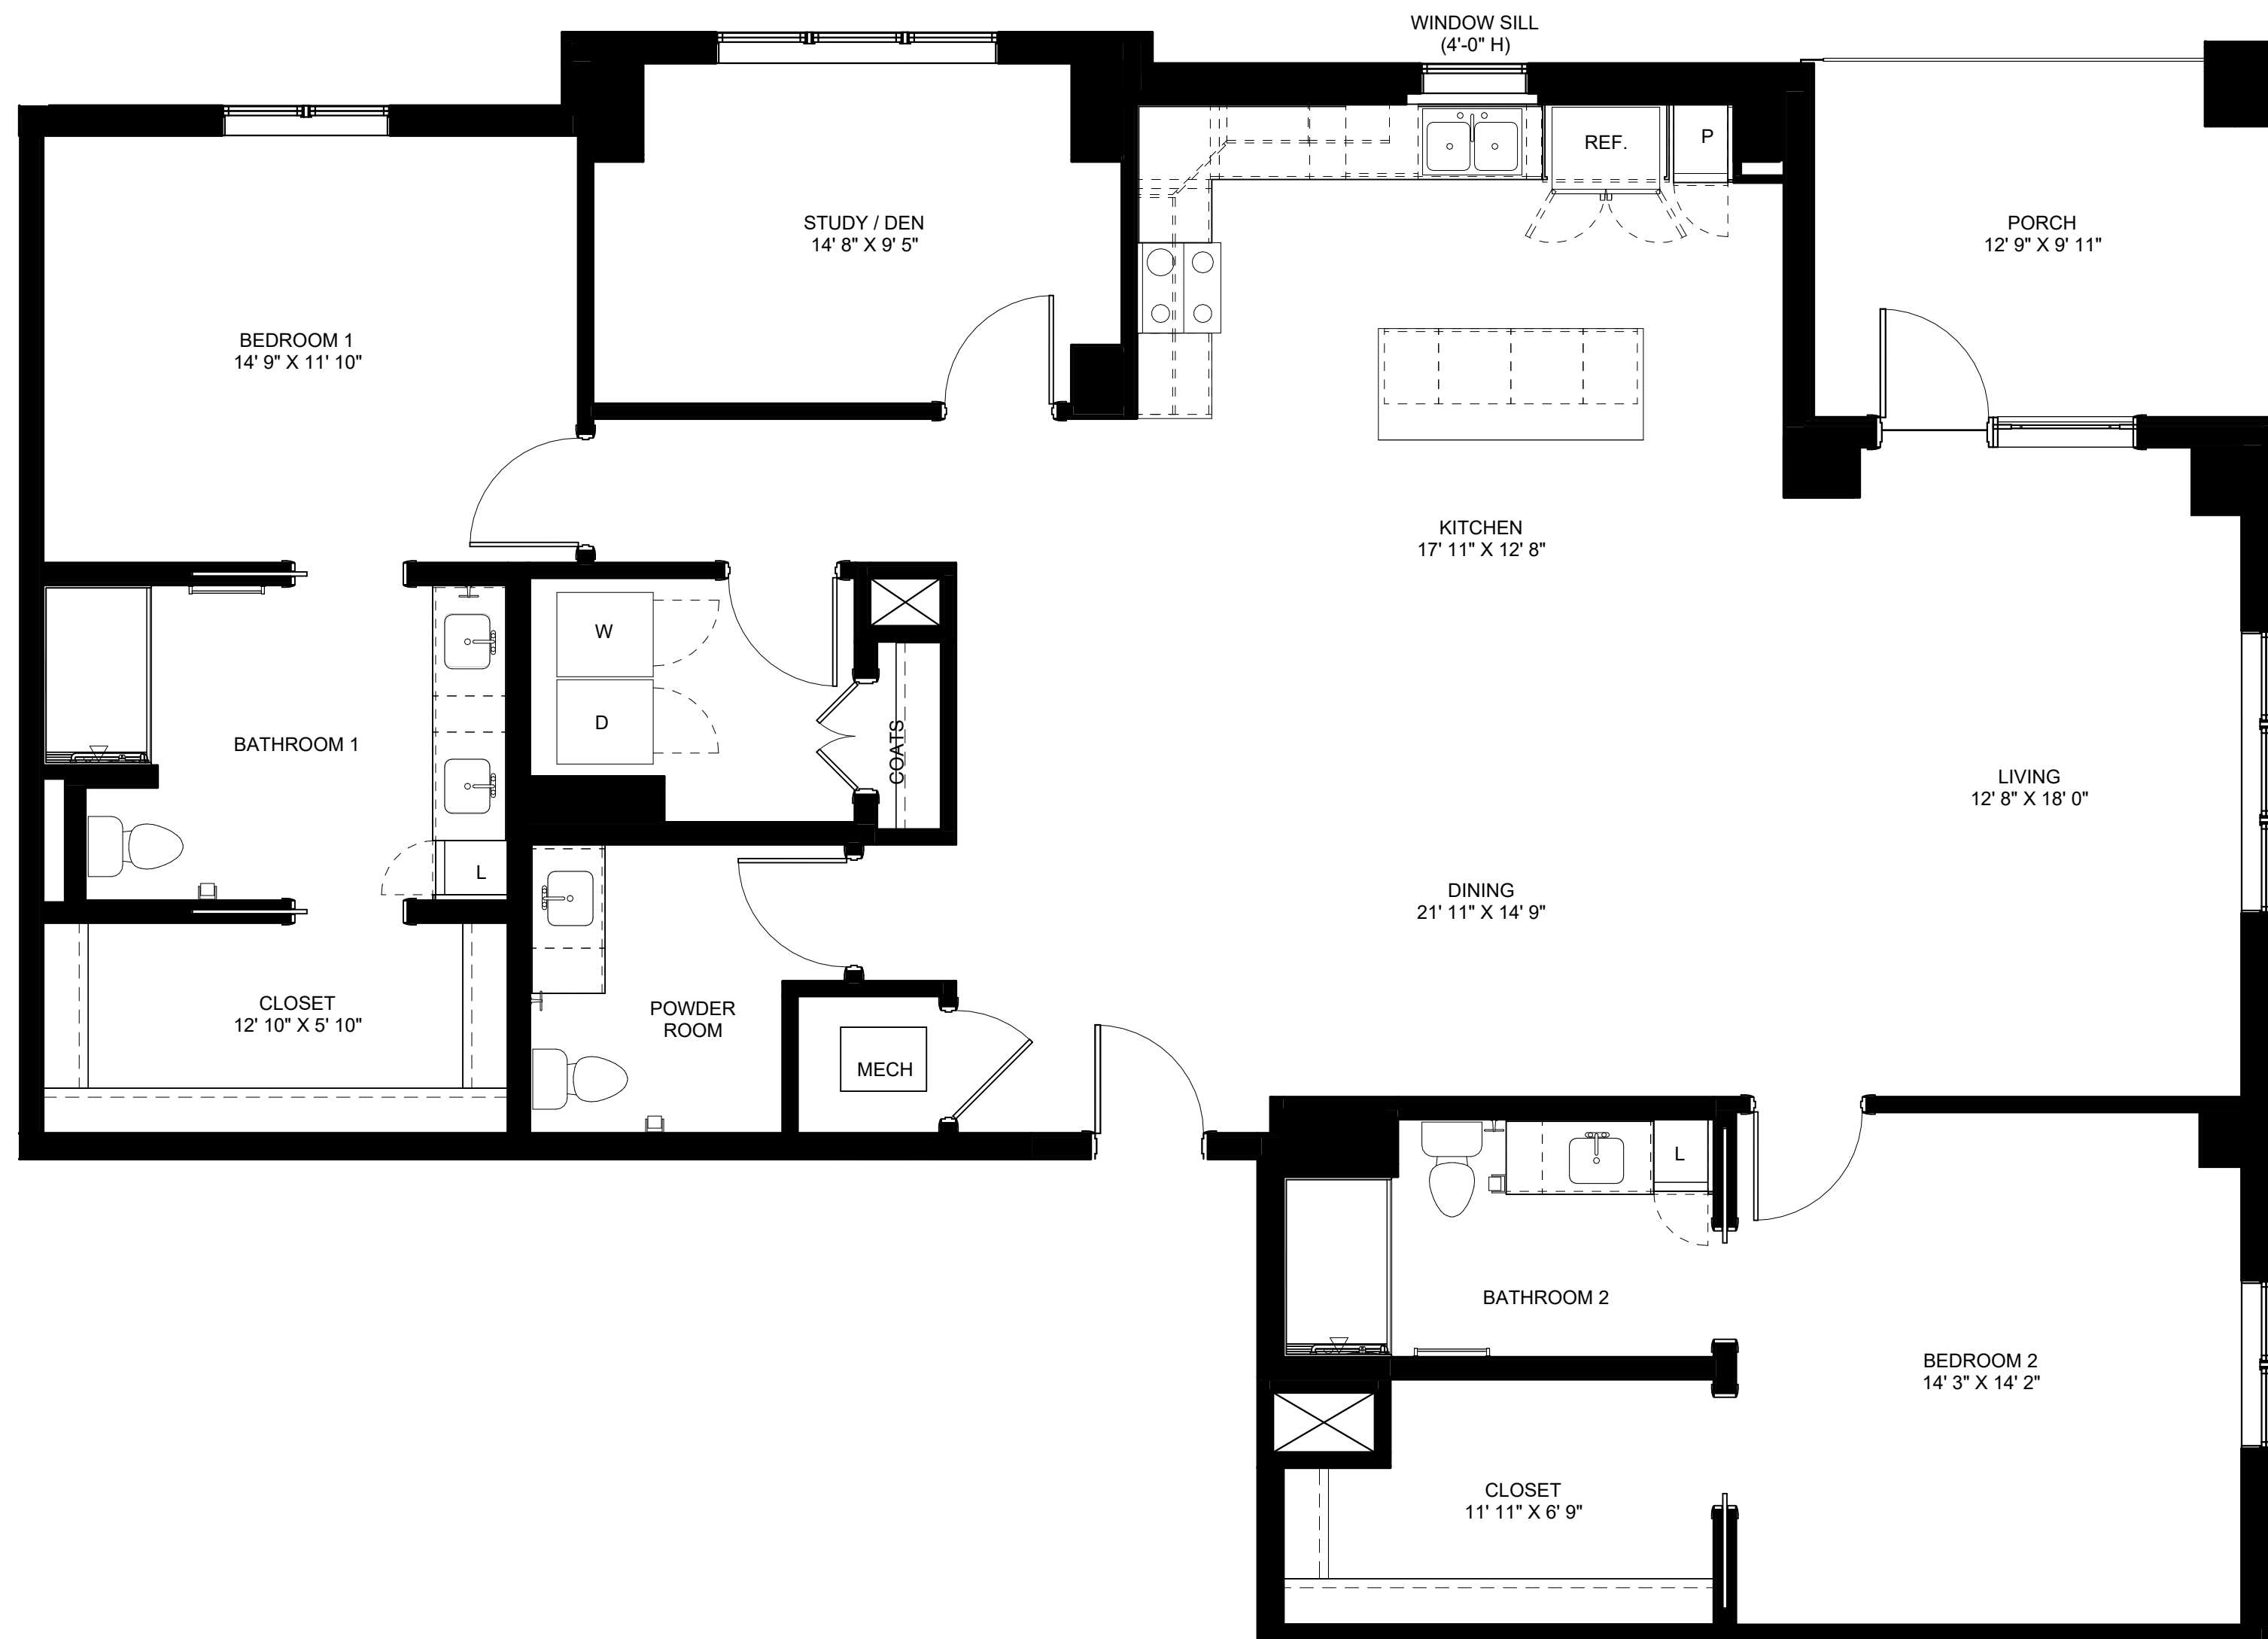 WINDOW SILL
(4'-0" H)
REF.
P
STUDY / DEN
14' 8" X 9' 5"
PORCH
12' 9" X 9' 11"
BEDROOM 1
14' 9" X 11' 10"
KITCHEN
17' 11" X 12' 8"
W
D
COATS
BATHROOM 1
LIVING
12' 8" X 18' 0"
L
DINING
21' 11" X 14' 9"
CLOSET
12' 10" X 5' 10"
POWDER
ROOM
MECH
L
BATHROOM 2
BEDROOM 2
14' 3" X 14' 2"
CLOSET
11' 11" X 6' 9"